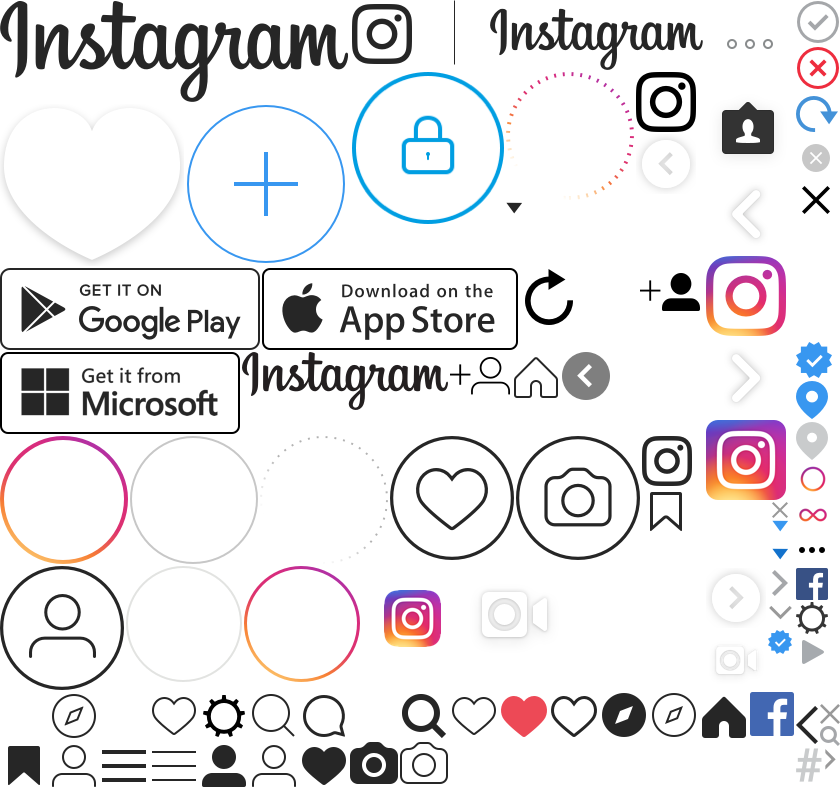 Instagram
Instagram
GET IT ON
Google Play
Download on the
App Store
Get it from
Microsoft
Instagram